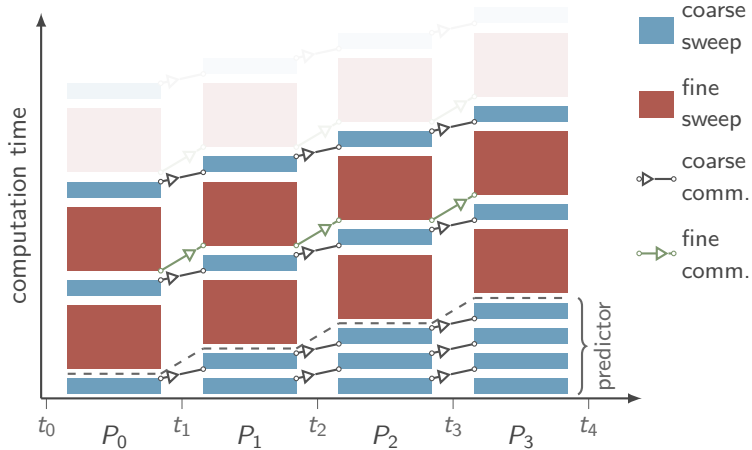 coarse
sweep
fine
sweep
coarse
comm.
fine
comm.
computation time
predictor
t₀ P₀ t₁ P₁ t₂ P₂ t₃ P₃ t₄